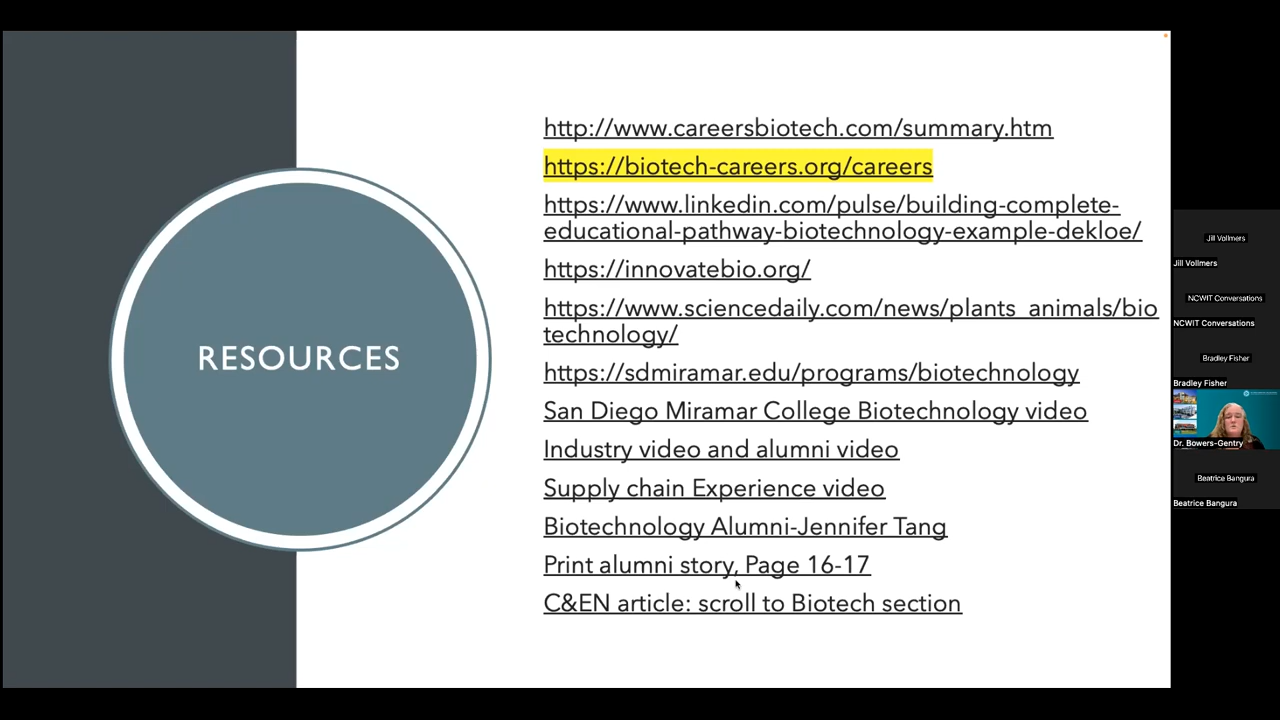 RESOURCES
http://www.careersbiotech.com/summary.htm
https://biotech-careers.org/careers
https://www.linkedin.com/pulse/building-complete-
educational-pathway-biotechnology-example-dekloe/
https://innovatebio.org/
https://www.sciencedaily.com/news/plants_animals/bio
technology/
https://sdmiramar.edu/programs/biotechnology
San Diego Miramar College Biotechnology video
Industry video and alumni video
Supply chain Experience video
Biotechnology Alumni-Jennifer Tang
Print alumni story, Page 16-17
C&EN article: scroll to Biotech section
Jill Vollmers
Jill Vollmers
NCWIT Conversations
NCWIT Conversations
Bradley Fisher
Bradley Fisher
Dr. Bowers-Gentry
Beatrice Bangura
Beatrice Bangura